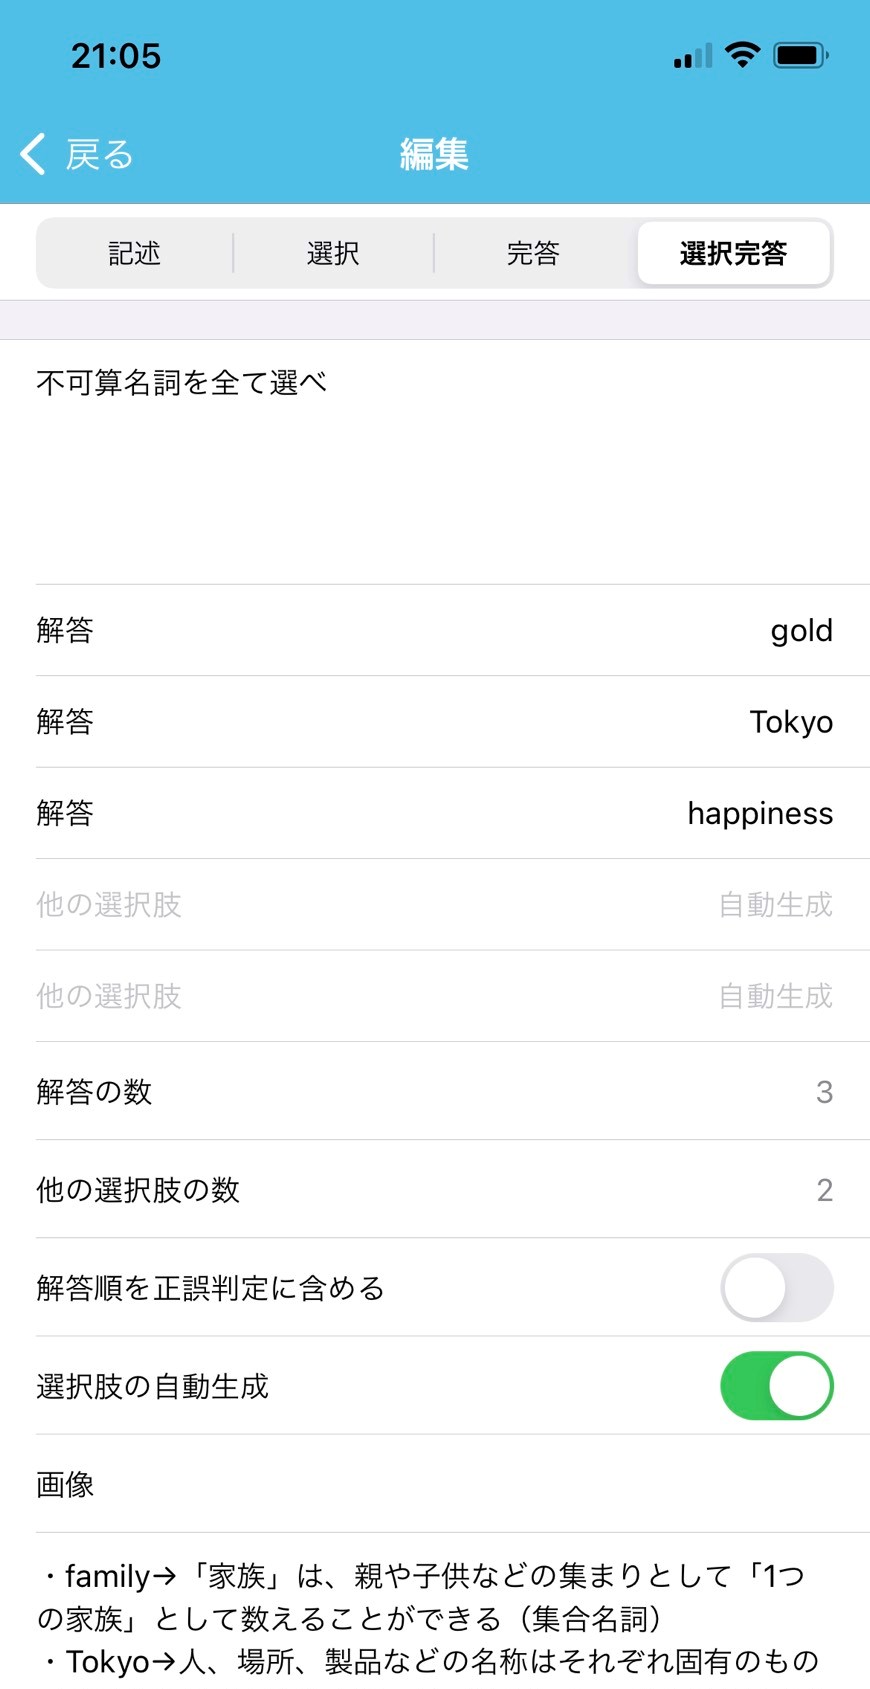 21:05
戻る
編集
記述
選択
完答
選択完答
不可算名詞を全て選べ
解答 gold
解答 Tokyo
解答 happiness
他の選択肢 自動生成
他の選択肢 自動生成
解答の数 3
他の選択肢の数 2
解答順を正誤判定に含める
選択肢の自動生成
画像
・family→「家族」は、親や子供などの集まりとして「1つ
の家族」として数えることができる（集合名詞）
・Tokyo→人、場所、製品などの名称はそれぞれ固有のもの